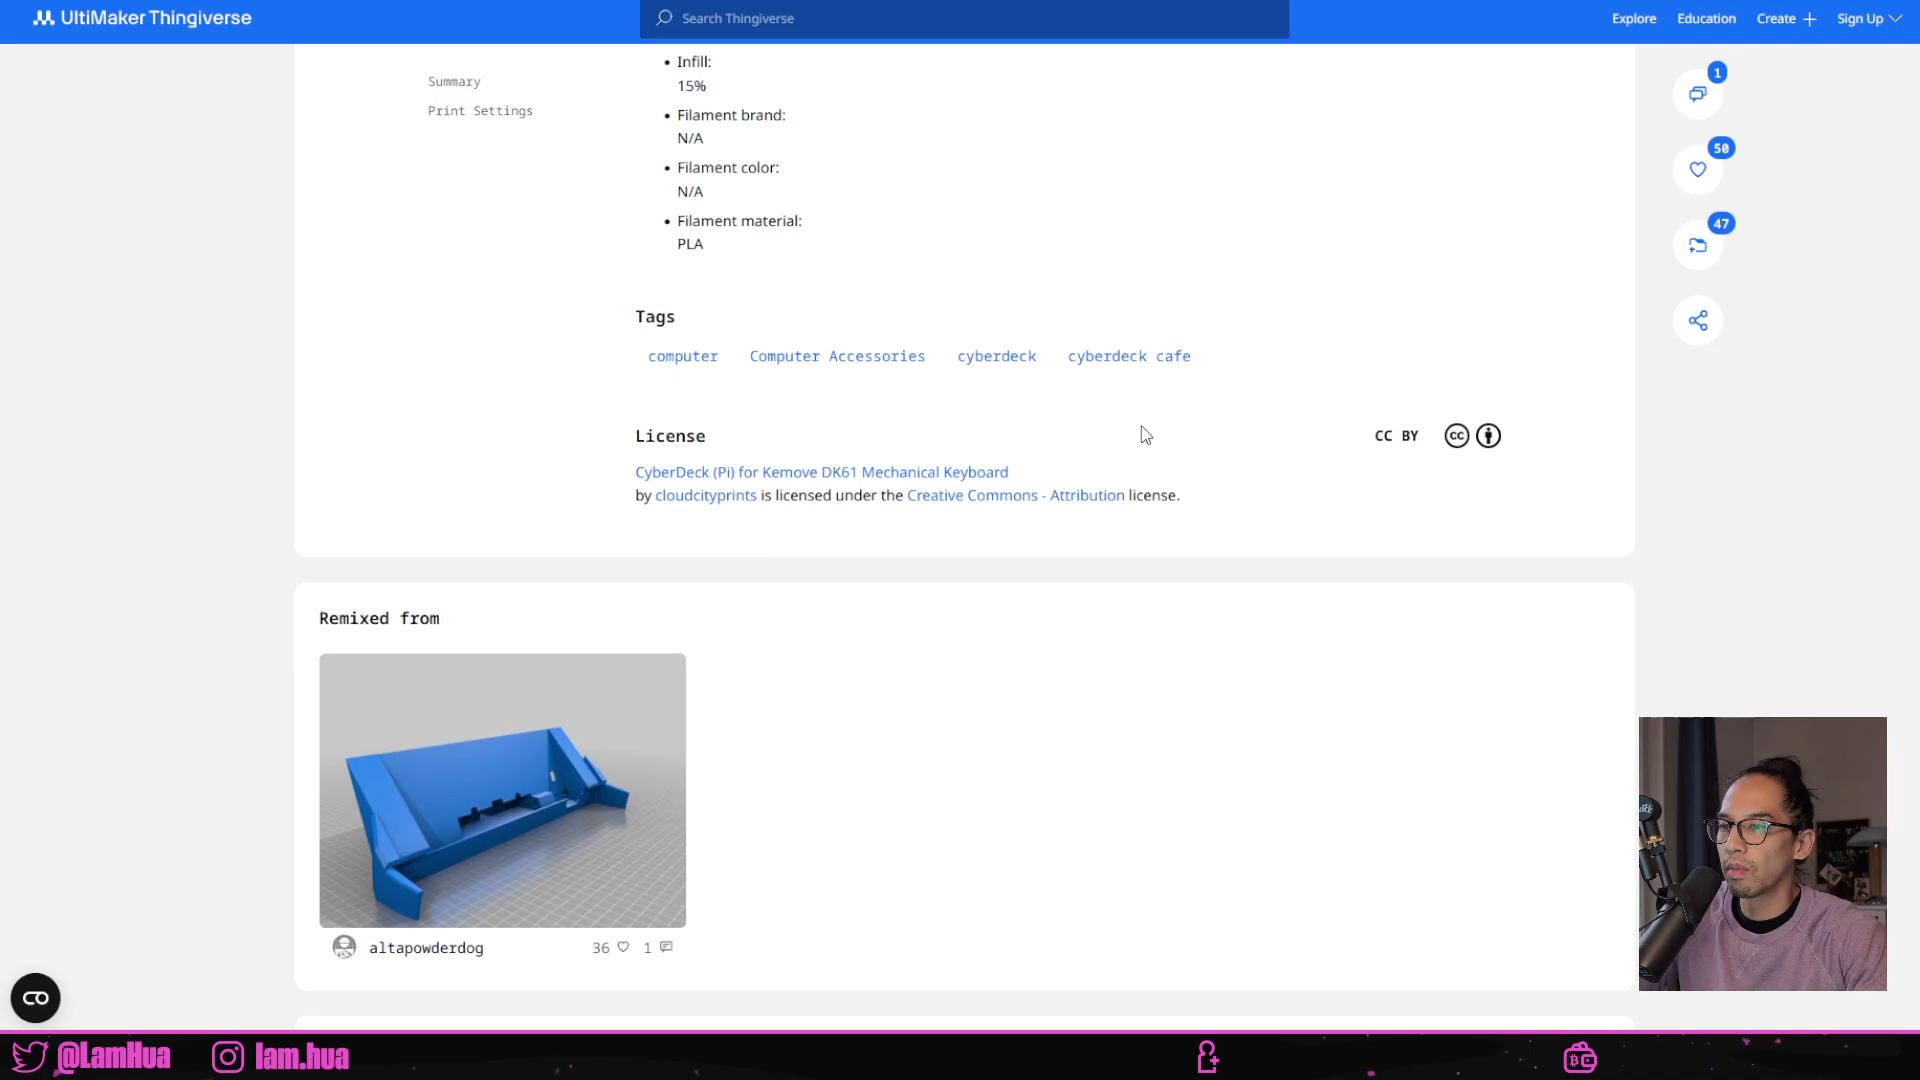 UltiMaker Thingiverse
Search Thingiverse
Explore
Education
Create
Sign Up
Summary
Print Settings
Infill:
15%
Filament brand:
N/A
Filament color:
N/A
Filament material:
PLA
1
50
47
Tags
computer
Computer Accessories
cyberdeck
cyberdeck cafe
License
CC BY
cc
CyberDeck (Pi) for Kemove DK61 Mechanical Keyboard
by cloudcityprints is licensed under the Creative Commons - Attribution license.
Remixed from
altapowderdog
36
1
@LamHua
lam.hua